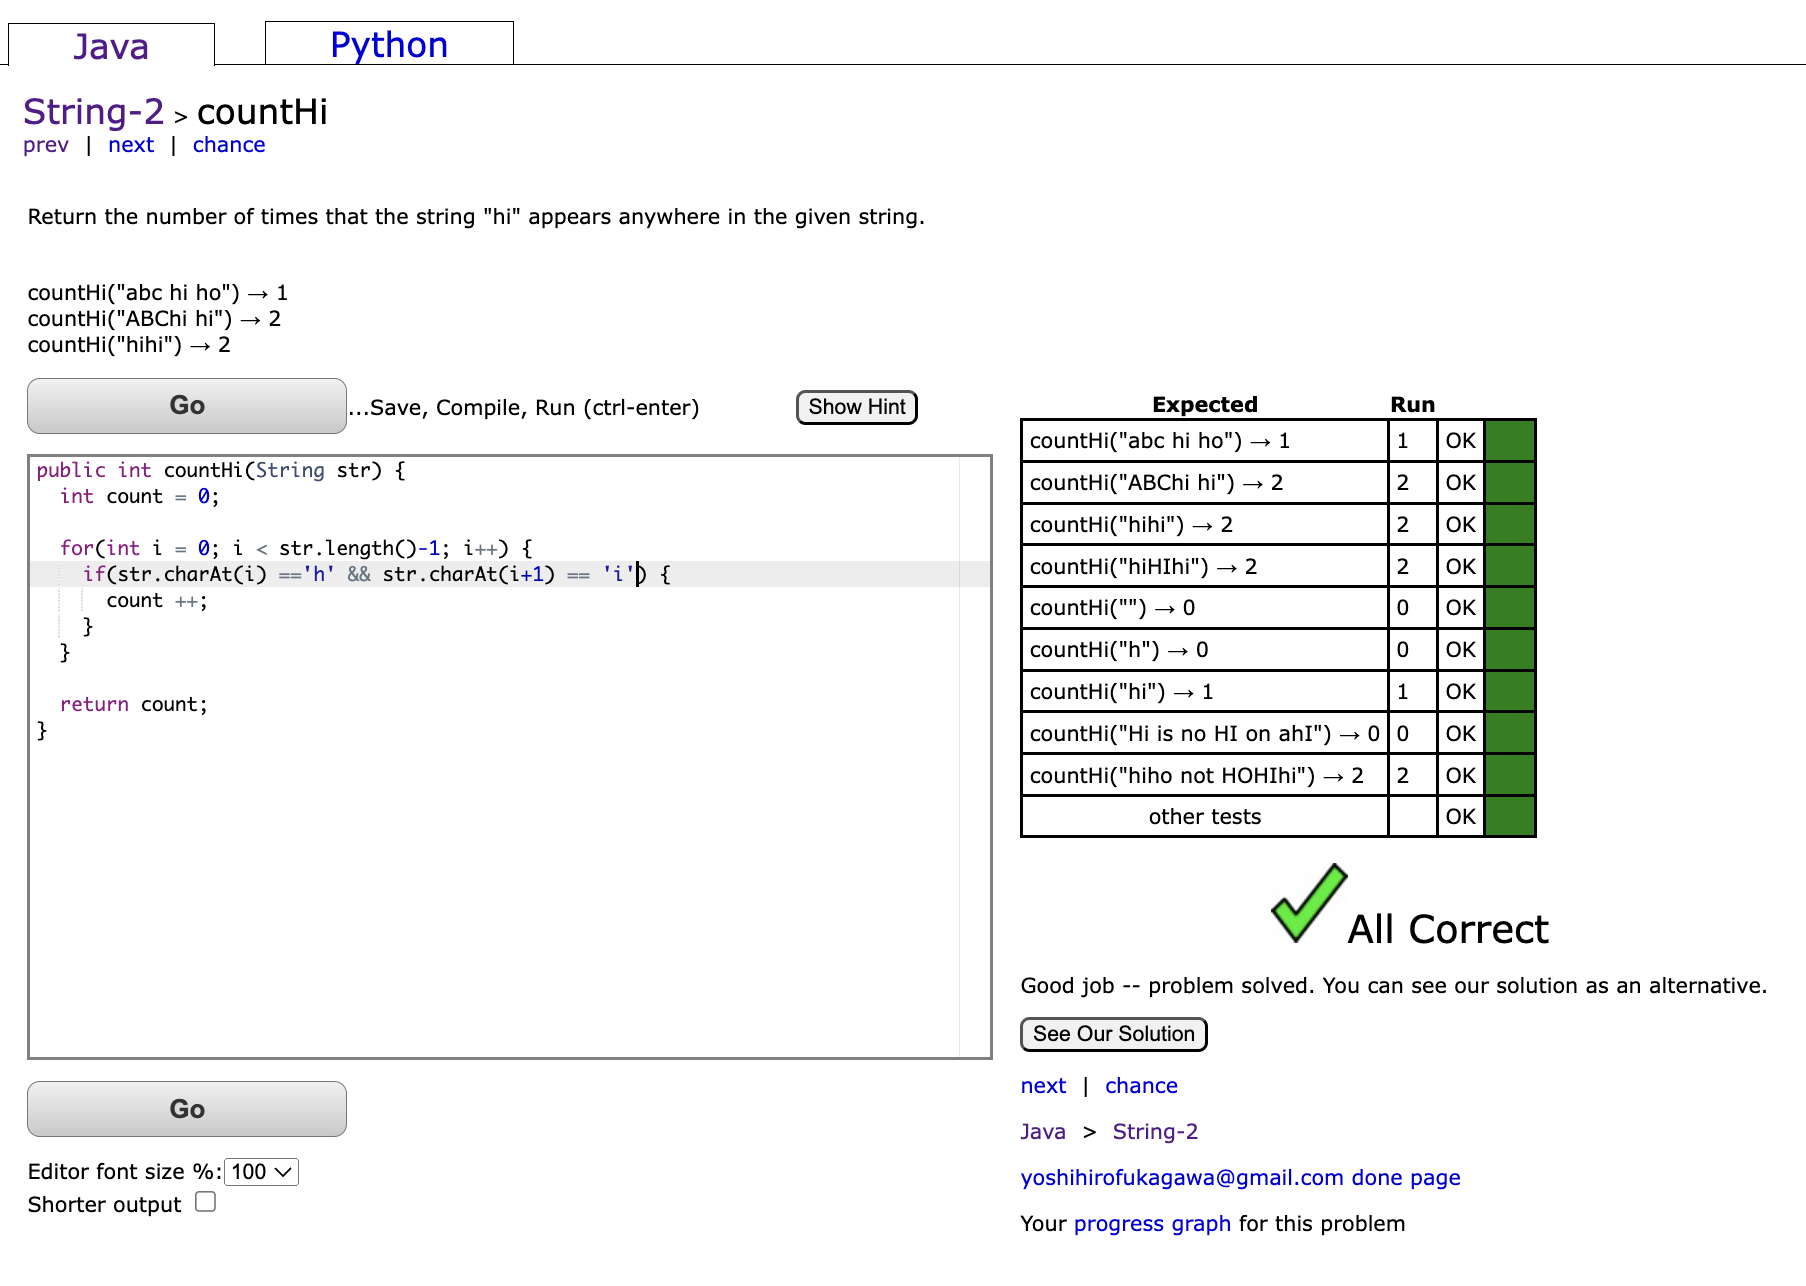 Java
Python
String-2 > countHi
prev | next | chance
Return the number of times that the string "hi" appears anywhere in the given string.
countHi("abc hi ho") → 1
countHi("ABChi hi") → 2
countHi("hihi") → 2
Go
...Save, Compile, Run (ctrl-enter)
Show Hint
public int countHi(String str) {
  int count = 0;
  for(int i = 0; i < str.length()-1; i++) {
    if(str.charAt(i) =='h' && str.charAt(i+1) == 'i') {
      count ++;
    }
  }
  return count;
}
Go
Editor font size %: 100
Shorter output
Expected Run
countHi("abc hi ho") → 1 1 OK
countHi("ABChi hi") → 2 2 OK
countHi("hihi") → 2 2 OK
countHi("hiHIhi") → 2 2 OK
countHi("") → 0 0 OK
countHi("h") → 0 0 OK
countHi("hi") → 1 1 OK
countHi("Hi is no HI on ahI") → 0 0 OK
countHi("hiho not HOHIhi") → 2 2 OK
other tests OK
All Correct
Good job -- problem solved. You can see our solution as an alternative.
See Our Solution
next | chance
Java > String-2
yoshihirofukagawa@gmail.com done page
Your progress graph for this problem